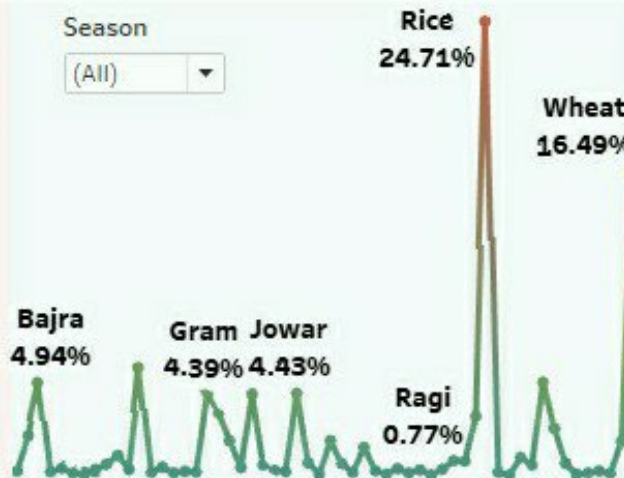 Season
(All)
Rice
24.71%
Wheat
16.49%
Bajra
4.94%
Gram
4.39%
Jowar
4.43%
Ragi
0.77%